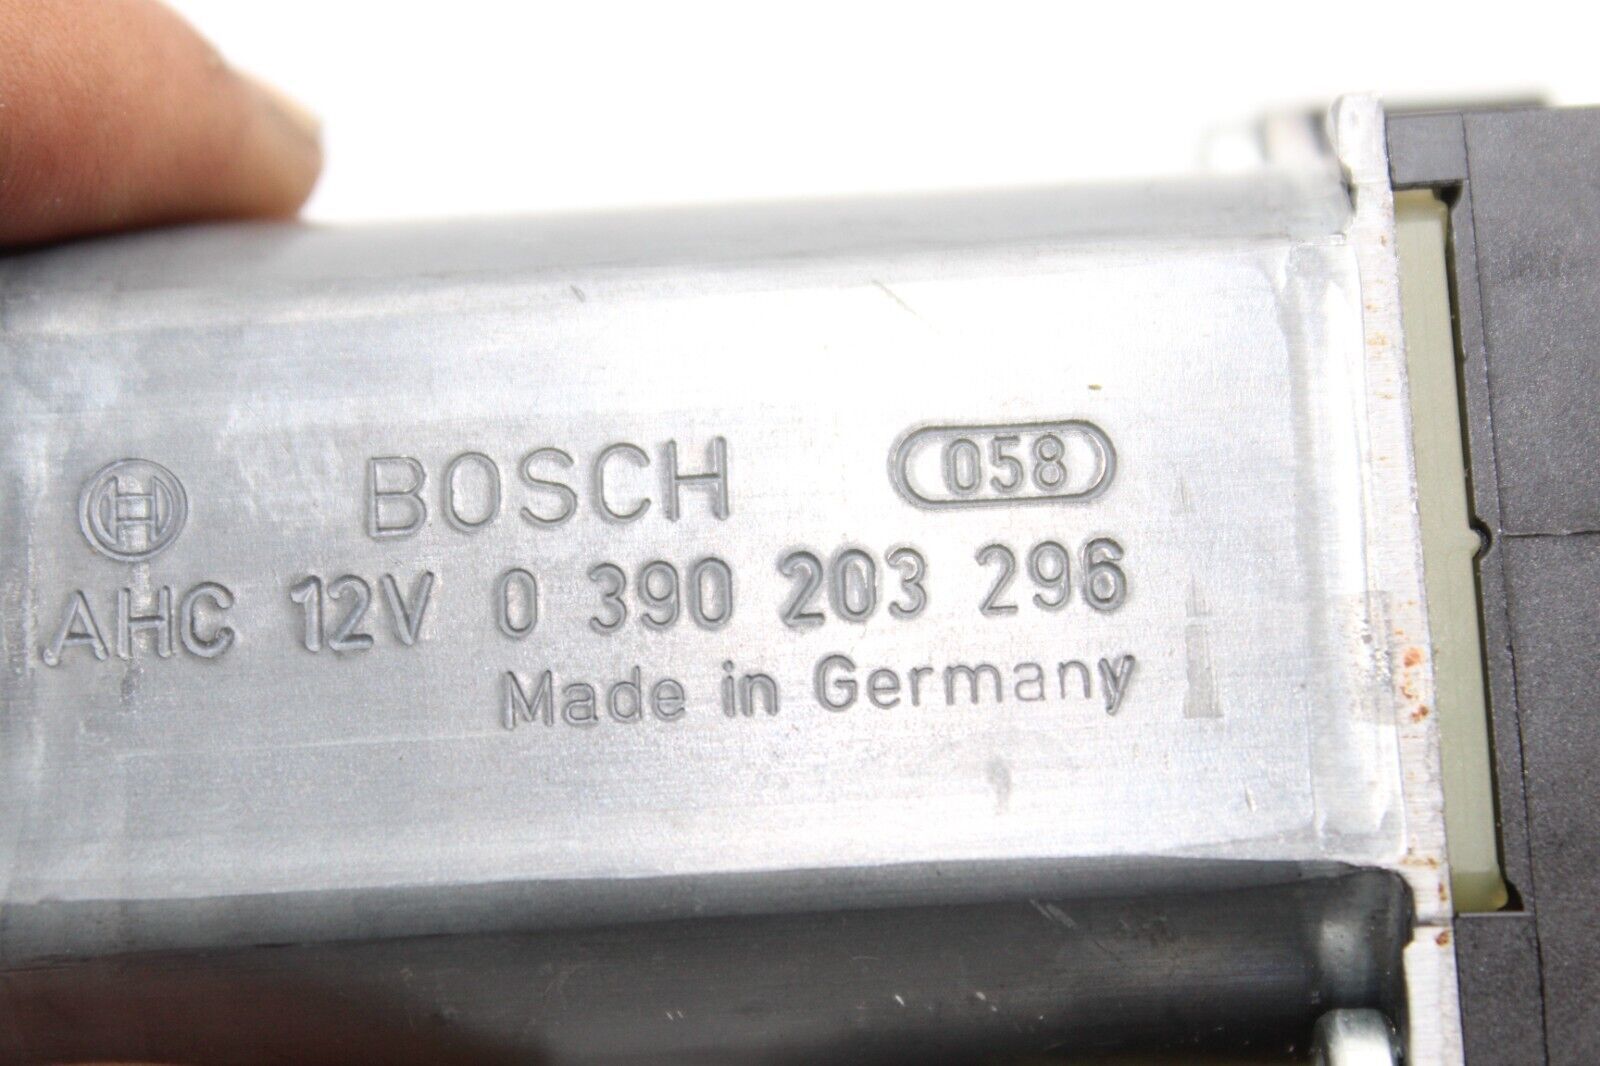 BOSCH 058
AHC 12V 0 390 203 296
Made in Germany